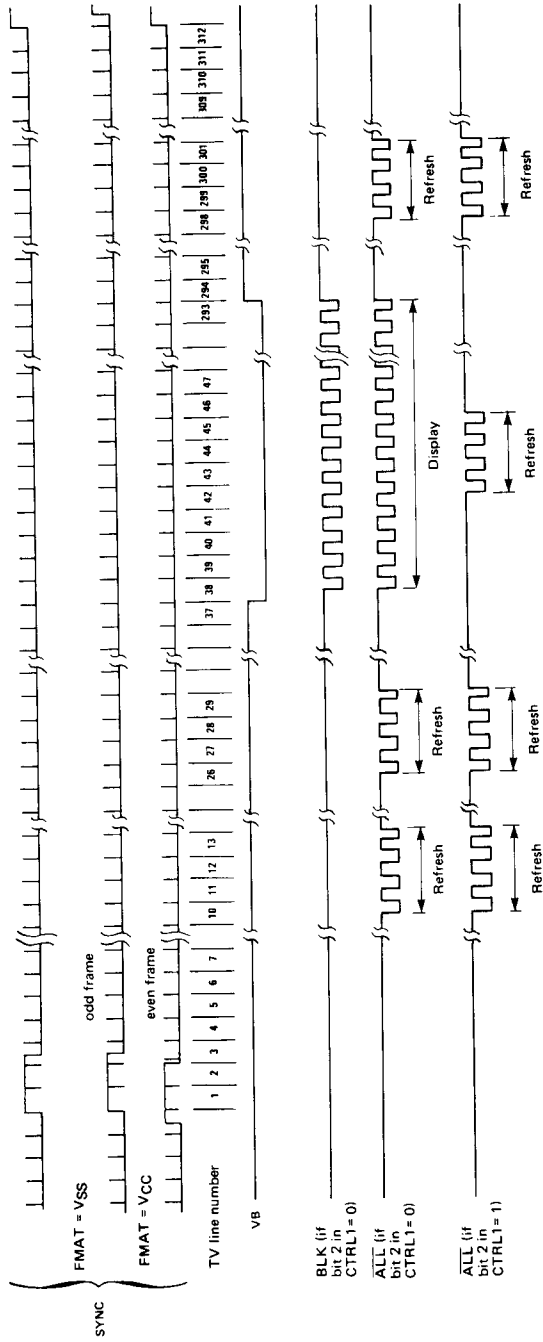 SYNC
FMAT = VSS
odd frame
FMAT = VCC
even frame
TV line number
1 2 3 4 5 6 7 10 11 12 13 26 27 28 29 37 38 39 40 41 42 43 44 45 46 47 293 294 295 298 299 300 301 309 310 311 312
VB
BLK (if
bit 2 in
CTRL1 = 0)
ALL (if
bit 2 in
CTRL1 = 0)
Refresh
Refresh
Display
Refresh
ALL (if
bit 2 in
CTRL1 = 1)
Refresh
Refresh
Refresh
Refresh